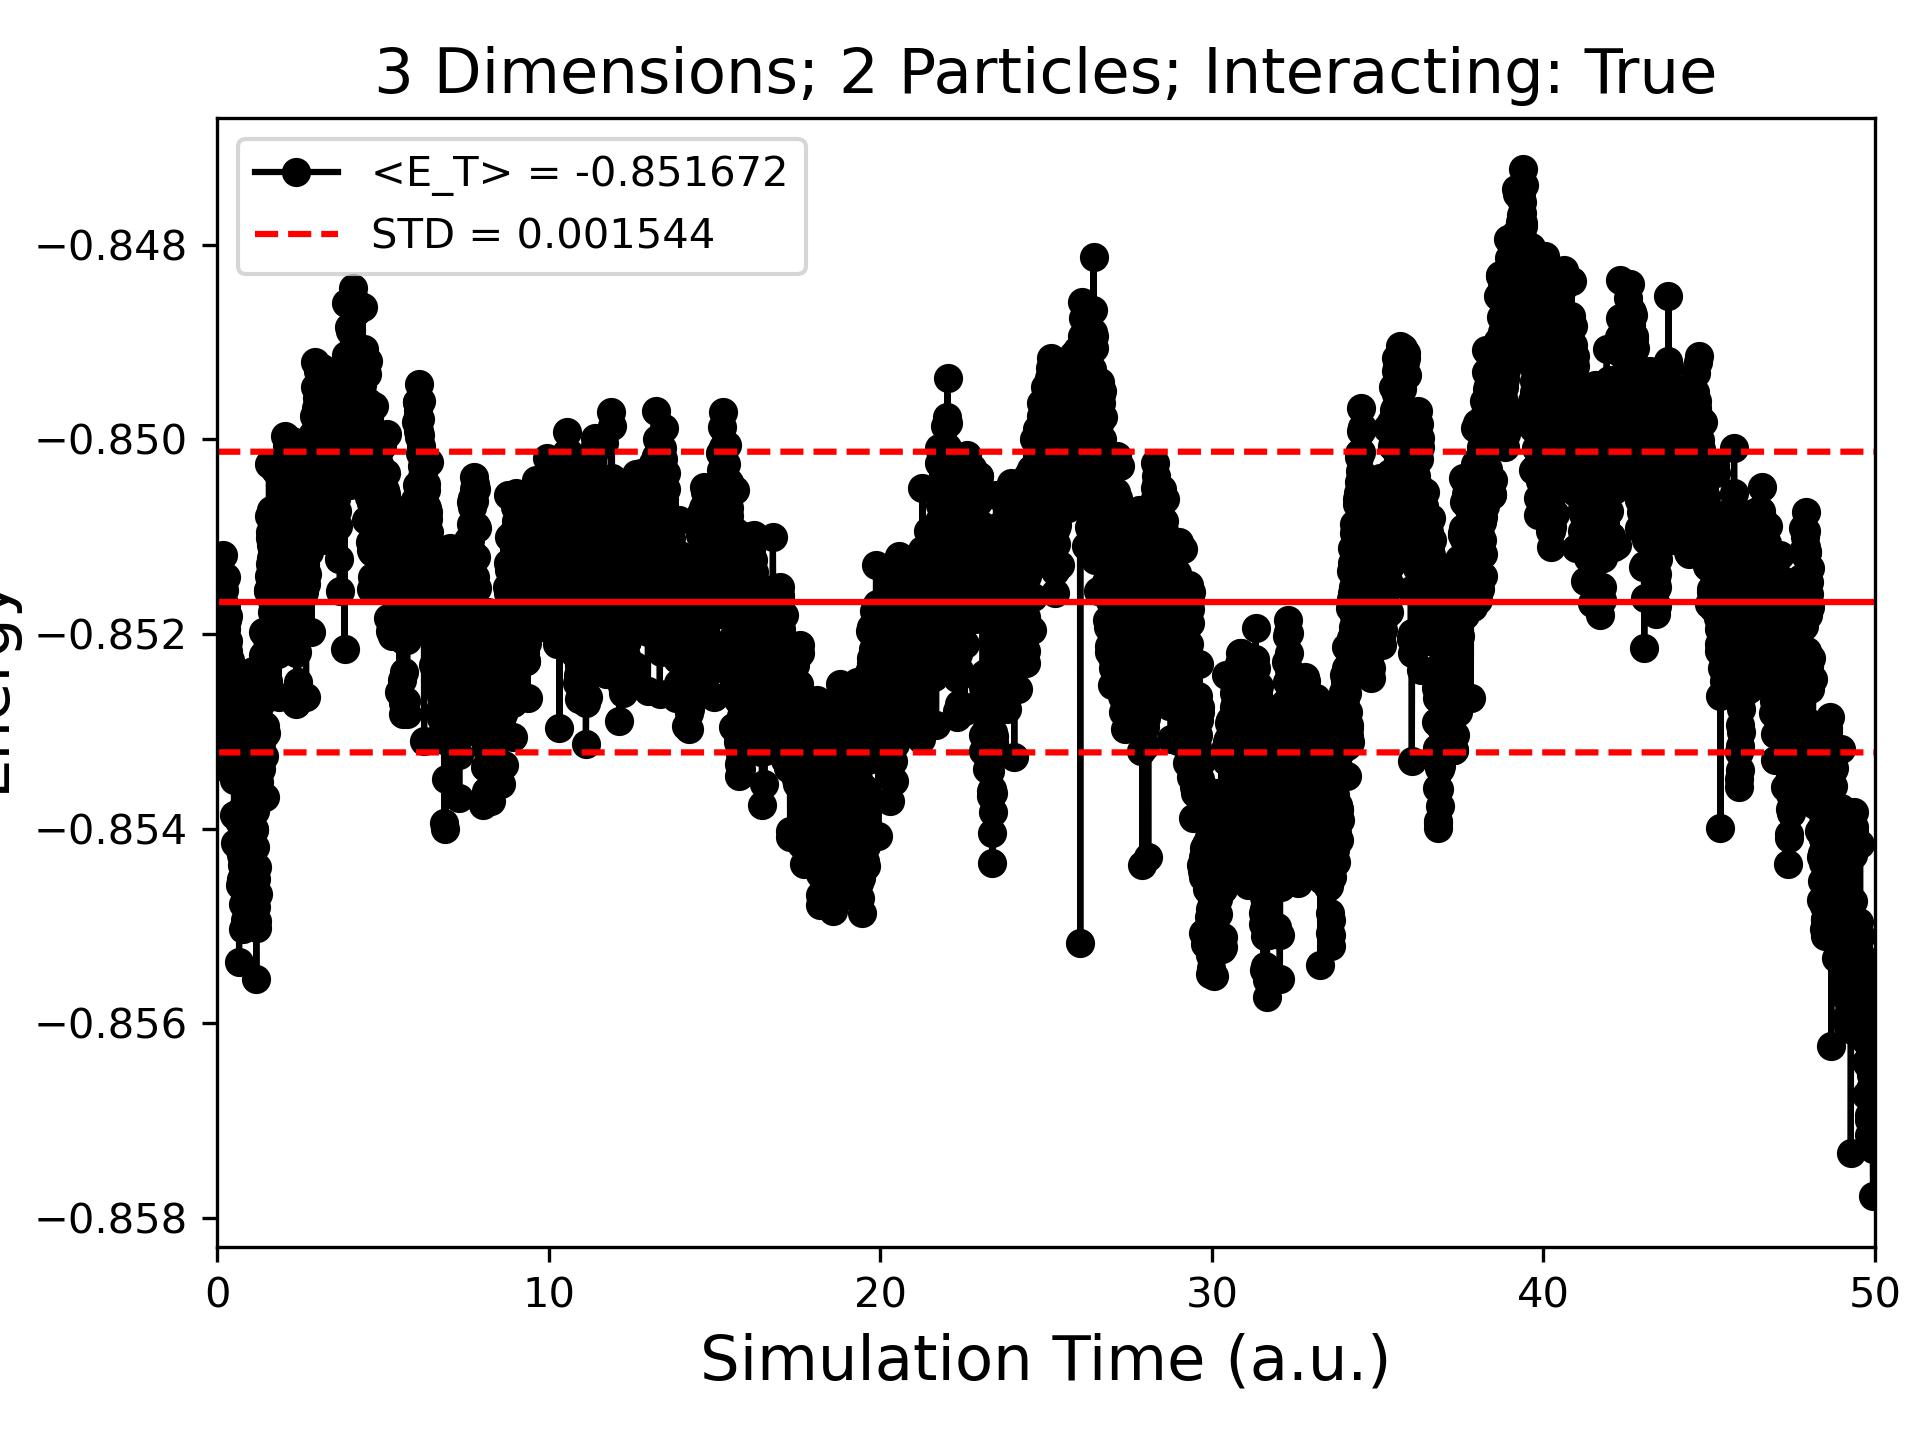 3 Dimensions; 2 Particles; Interacting: True
<E_T> = -0.851672
STD = 0.001544
−0.848
−0.850
−0.852
−0.854
−0.856
−0.858
0 10 20 30 40 50
Simulation Time (a.u.)